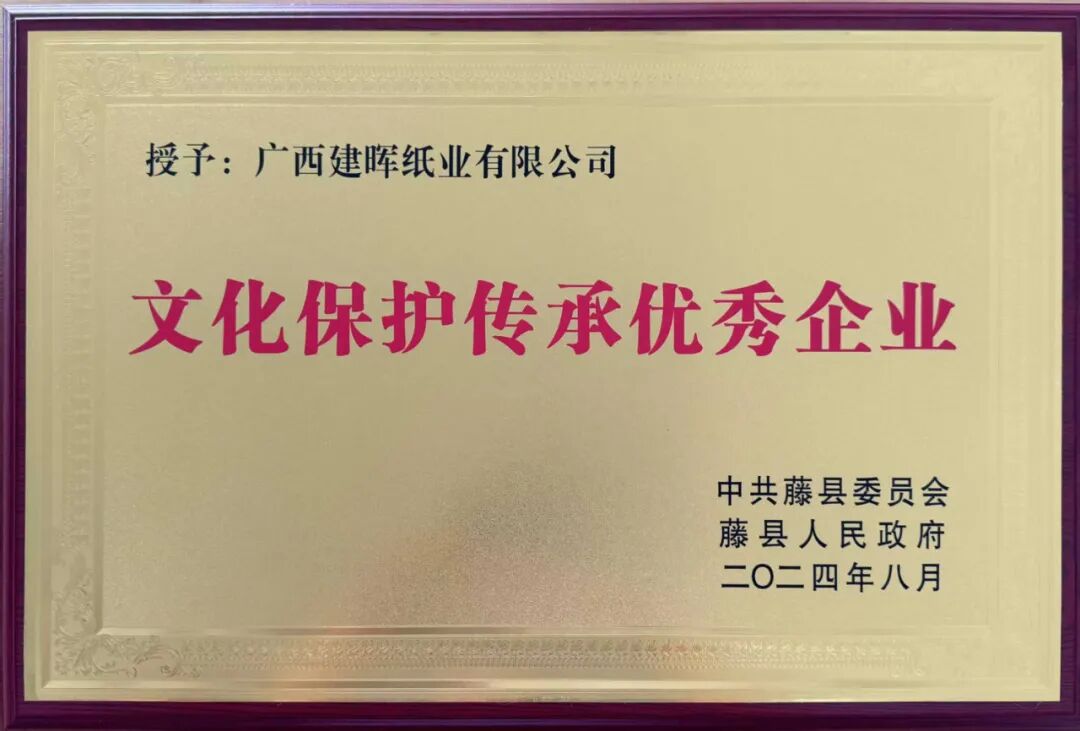 授予：广西建晖纸业有限公司
文化保护传承优秀企业
中共藤县委员会
藤县人民政府
二〇二四年八月